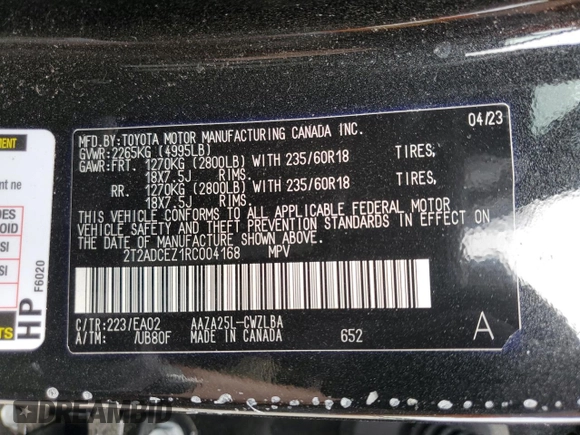 MFD.BY:TOYOTA MOTOR MANUFACTURING CANADA INC. 04/23
GVWR:2265KG (4995LB)
GAWR:FRT. 1270KG (2800LB) WITH 235/60R18 TIRES,
18X7.5J RIMS.
RR. 1270KG (2800LB) WITH 235/60R18 TIRES,
18X7.5J RIMS.
THIS VEHICLE CONFORMS TO ALL APPLICABLE FEDERAL MOTOR
VEHICLE SAFETY AND THEFT PREVENTION STANDARDS IN EFFECT ON
THE DATE OF MANUFACTURE SHOWN ABOVE.
2T2ADCEZ1RC004168 MPV
C/TR:223/EA02 AAZA25L-CWZLBA
A/TM: /UB80F MADE IN CANADA 652 A
HP
F6020
DREAMBID